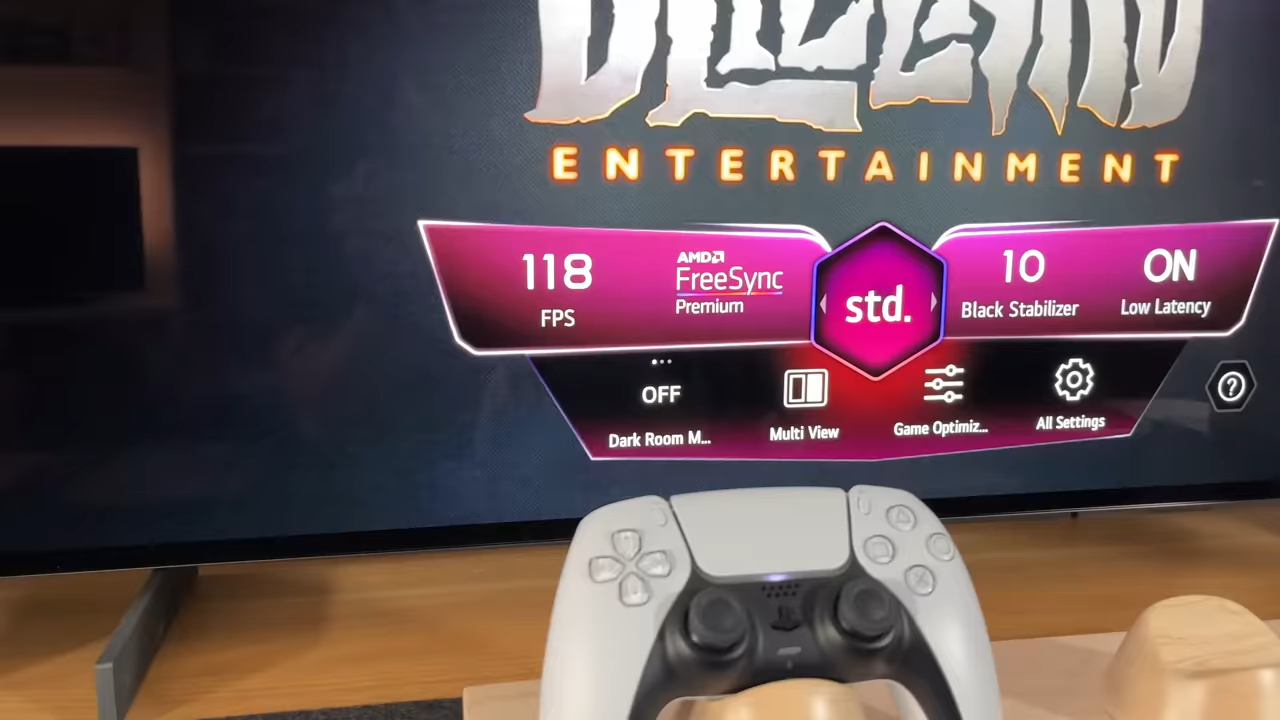 BLIZZARD
ENTERTAINMENT
118
FPS
AMD
FreeSync
Premium
std.
10
Black Stabilizer
ON
Low Latency
OFF
Dark Room M...
Multi View
Game Optimiz...
All Settings
?